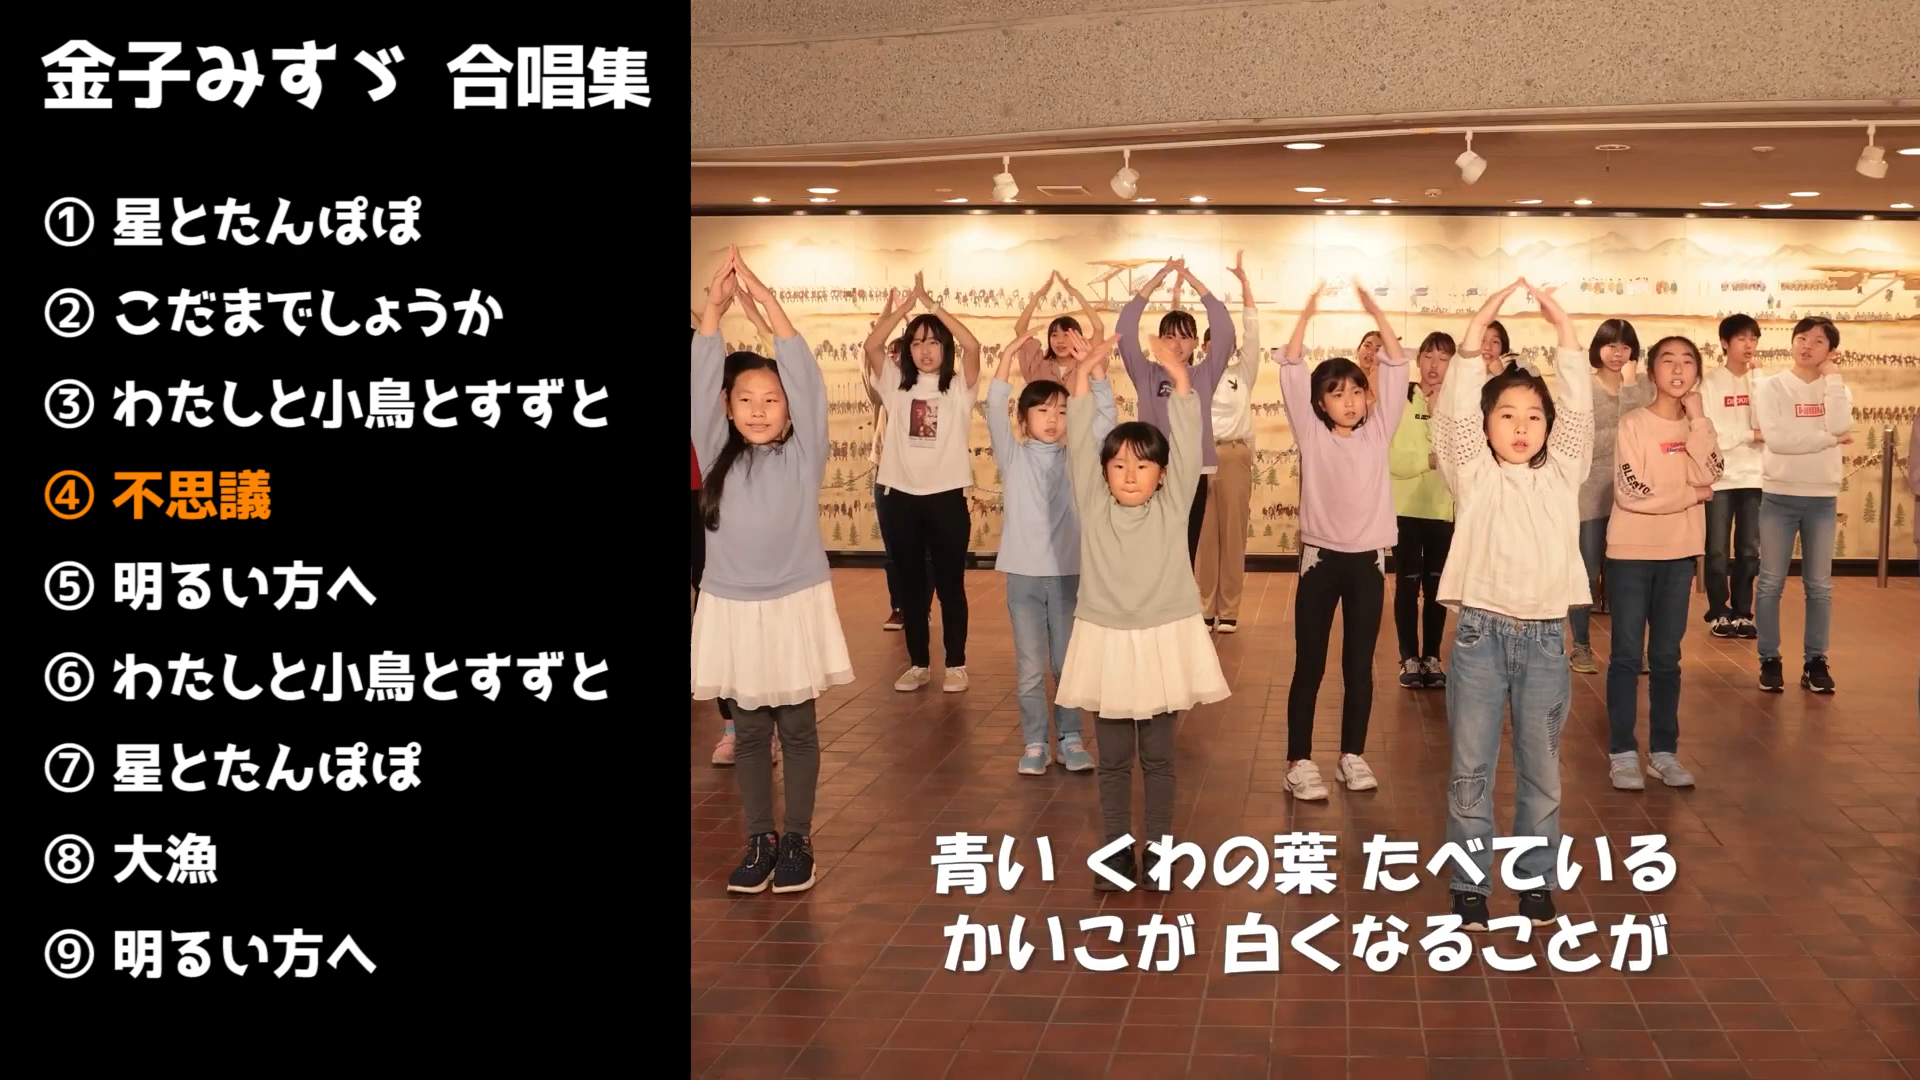 金子みすゞ 合唱集
① 星とたんぽぽ
② こだまでしょうか
③ わたしと小鳥とすずと
④ 不思議
⑤ 明るい方へ
⑥ わたしと小鳥とすずと
⑦ 星とたんぽぽ
⑧ 大漁
⑨ 明るい方へ
青い くわの葉 たべている
かいこが 白くなることが